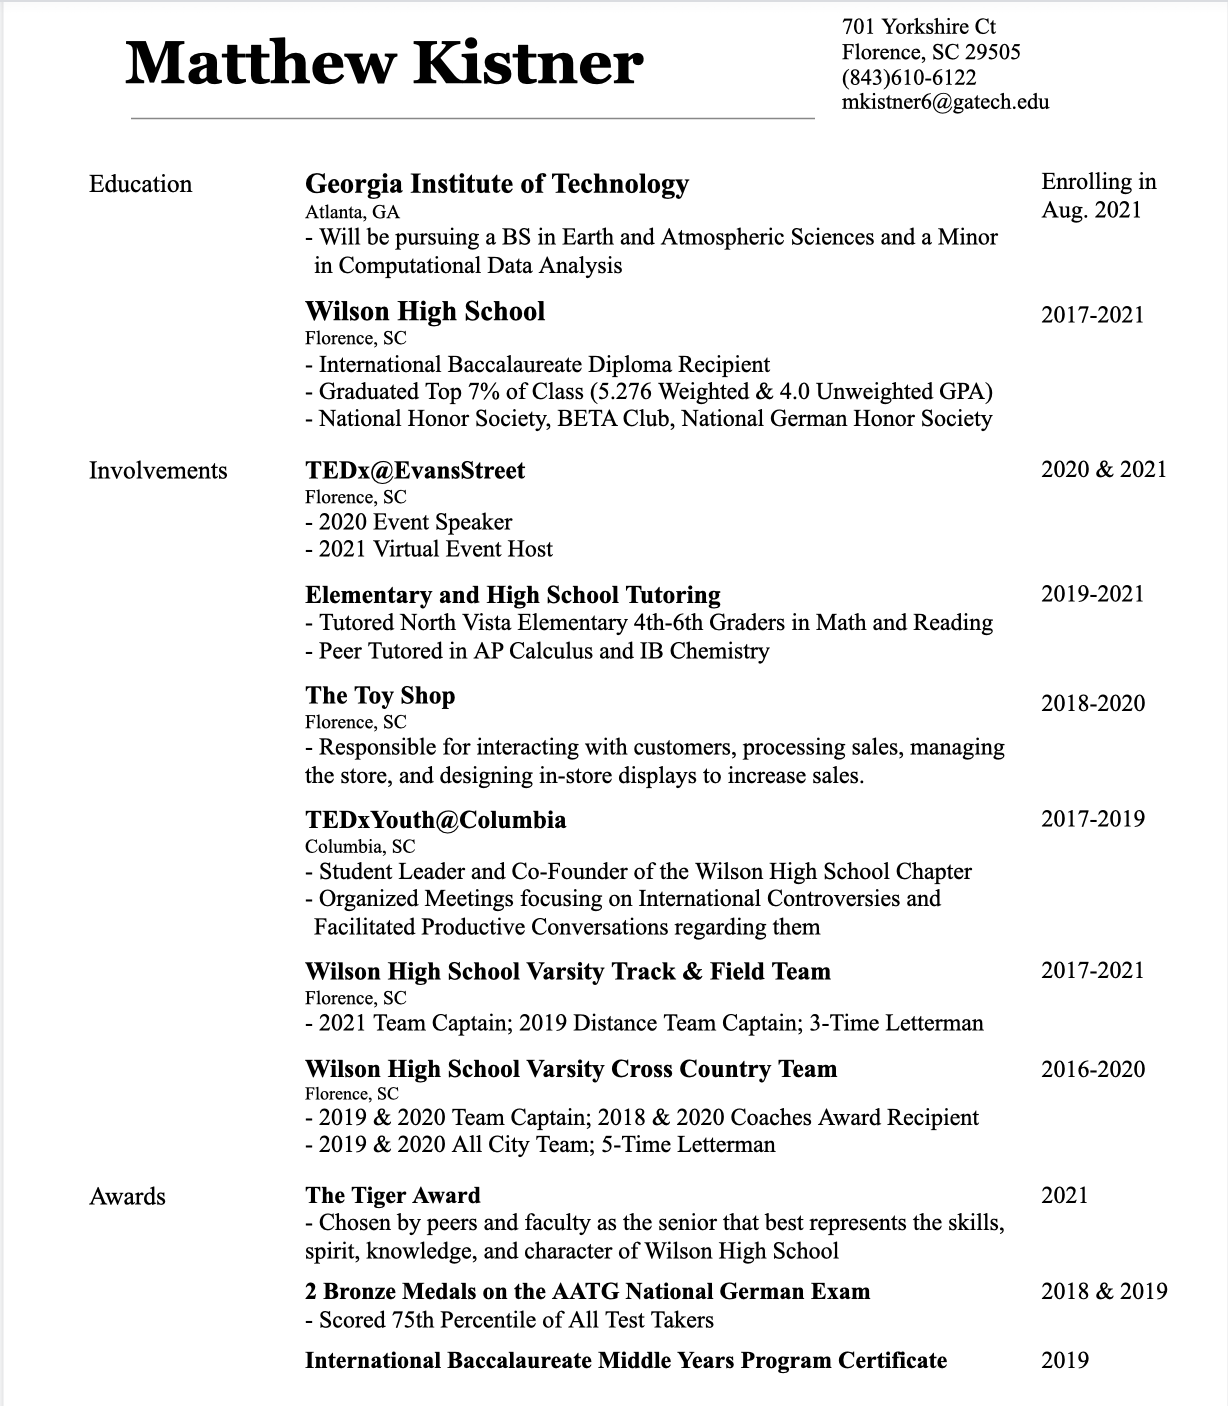 Matthew Kistner
701 Yorkshire Ct
Florence, SC 29505
(843)610-6122
mkistner6@gatech.edu
Education
Georgia Institute of Technology
Enrolling in
Aug. 2021
Atlanta, GA
- Will be pursuing a BS in Earth and Atmospheric Sciences and a Minor
in Computational Data Analysis
Wilson High School
2017-2021
Florence, SC
- International Baccalaureate Diploma Recipient
- Graduated Top 7% of Class (5.276 Weighted & 4.0 Unweighted GPA)
- National Honor Society, BETA Club, National German Honor Society
Involvements
TEDx@EvansStreet
2020 & 2021
Florence, SC
- 2020 Event Speaker
- 2021 Virtual Event Host
Elementary and High School Tutoring
2019-2021
- Tutored North Vista Elementary 4th-6th Graders in Math and Reading
- Peer Tutored in AP Calculus and IB Chemistry
The Toy Shop
2018-2020
Florence, SC
- Responsible for interacting with customers, processing sales, managing
the store, and designing in-store displays to increase sales.
TEDxYouth@Columbia
2017-2019
Columbia, SC
- Student Leader and Co-Founder of the Wilson High School Chapter
- Organized Meetings focusing on International Controversies and
Facilitated Productive Conversations regarding them
Wilson High School Varsity Track & Field Team
2017-2021
Florence, SC
- 2021 Team Captain; 2019 Distance Team Captain; 3-Time Letterman
Wilson High School Varsity Cross Country Team
2016-2020
Florence, SC
- 2019 & 2020 Team Captain; 2018 & 2020 Coaches Award Recipient
- 2019 & 2020 All City Team; 5-Time Letterman
Awards
The Tiger Award
2021
- Chosen by peers and faculty as the senior that best represents the skills,
spirit, knowledge, and character of Wilson High School
2 Bronze Medals on the AATG National German Exam
2018 & 2019
- Scored 75th Percentile of All Test Takers
International Baccalaureate Middle Years Program Certificate
2019